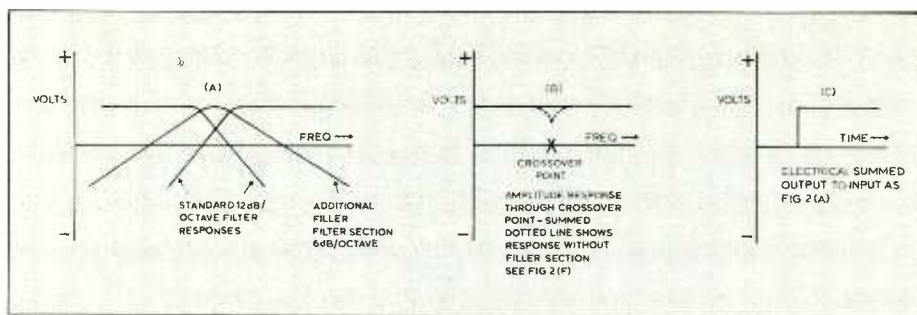 +
VOLTS
(A)
FREQ →
STANDARD 12dB/
OCTAVE FILTER
RESPONSES
ADDITIONAL
FILLER
FILTER SECTION
6dB/OCTAVE
−
+
VOLTS
(B)
FREQ →
X
CROSSOVER
POINT
AMPLITUDE RESPONSE
THROUGH CROSSOVER
POINT – SUMMED
DOTTED LINE SHOWS
RESPONSE WITHOUT
FILLER SECTION
SEE FIG 2(F)
−
+
VOLTS
(C)
TIME →
ELECTRICAL SUMMED
OUTPUT TO INPUT AS
FIG 2(A)
−